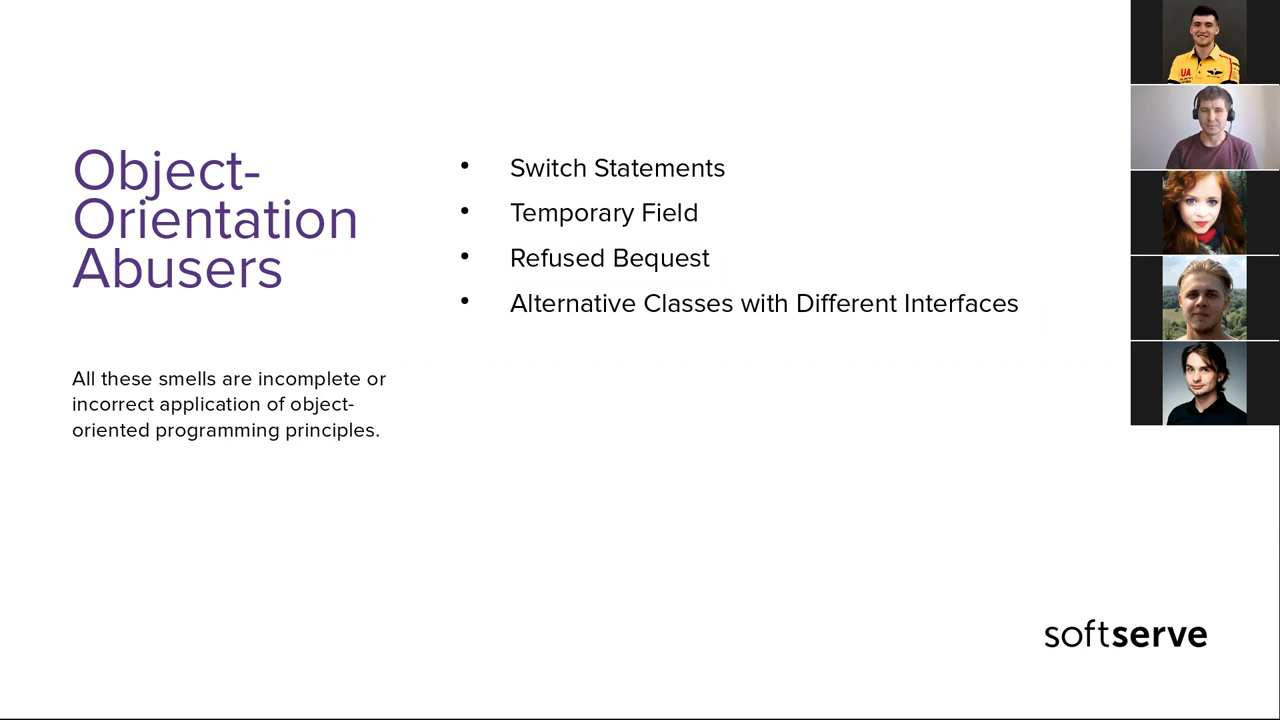 Object-
Orientation
Abusers
All these smells are incomplete or
incorrect application of object-
oriented programming principles.
• Switch Statements
• Temporary Field
• Refused Bequest
• Alternative Classes with Different Interfaces
UA
softserve